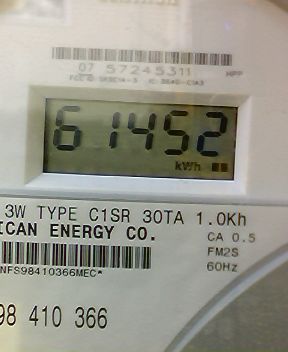 07 57245311 MPP
61452
kWh
3W TYPE C1SR 30TA 1.0Kh
ICAN ENERGY CO.
CA 0.5
FM2S
NFS98410366MEC*
60Hz
98 410 366